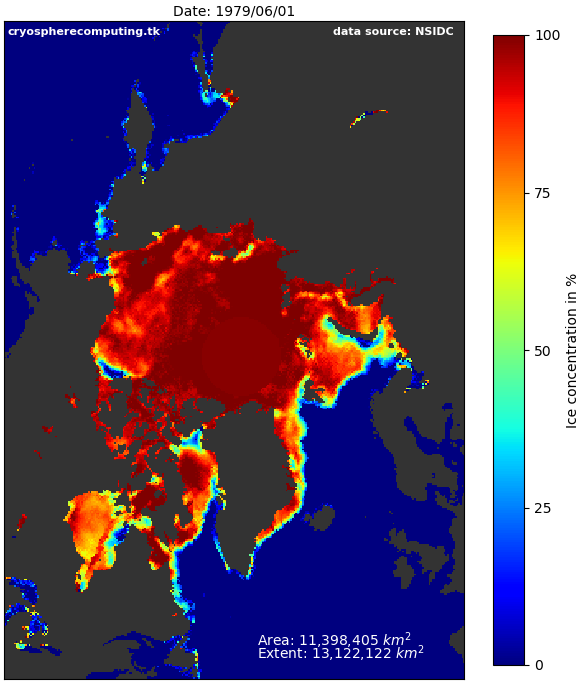 Date: 1979/06/01
cryospherecomputing.tk
data source: NSIDC
100
75
50
25
0
Ice concentration in %
Area: 11,398,405 km²
Extent: 13,122,122 km²